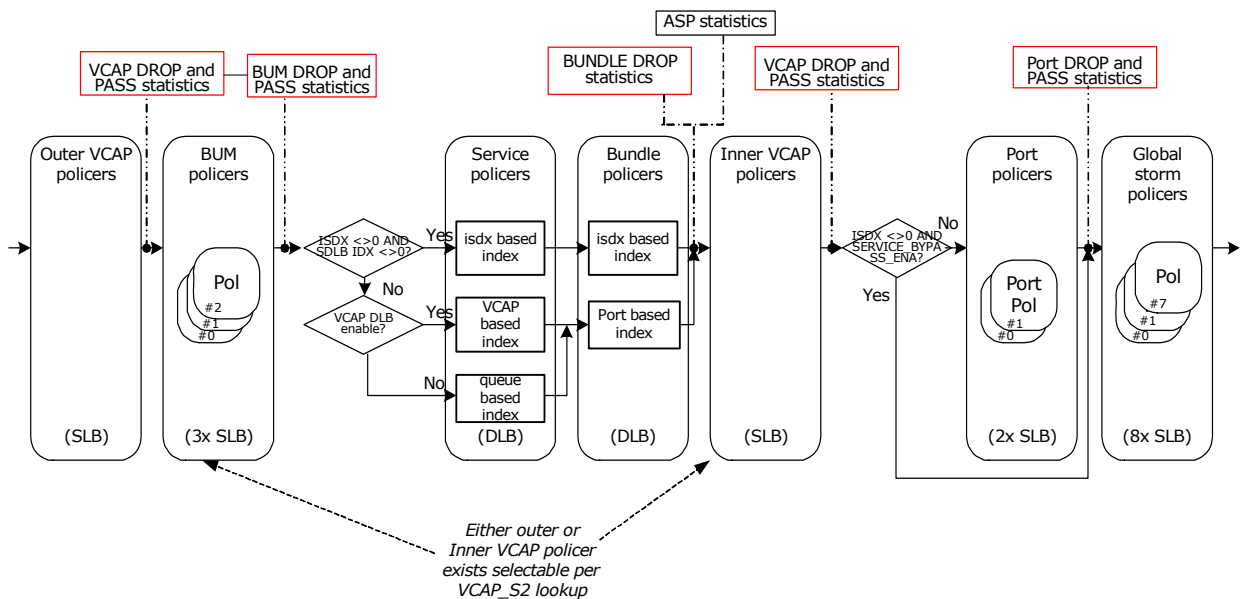 ASP statistics
VCAP DROP and
PASS statistics
BUM DROP and
PASS statistics
BUNDLE DROP
statistics
VCAP DROP and
PASS statistics
Port DROP and
PASS statistics
Outer VCAP
policers
(SLB)
BUM
policers
Pol
#2
#1
#0
(3x SLB)
ISDX <>0 AND
SDLB IDX <>0?
Yes
No
VCAP DLB
enable?
Yes
No
Service
policers
isdx based
index
VCAP
based
index
queue
based
index
(DLB)
Bundle
policers
isdx based
index
Port based
index
(DLB)
Inner VCAP
policers
(SLB)
ISDX <>0 AND
SERVICE_BYPA
SS_ENA?
No
Yes
Port
policers
Port
Pol
#1
#0
(2x SLB)
Global
storm
policers
Pol
#7
#1
#0
(8x SLB)
Either outer or
Inner VCAP policer
exists selectable per
VCAP_S2 lookup